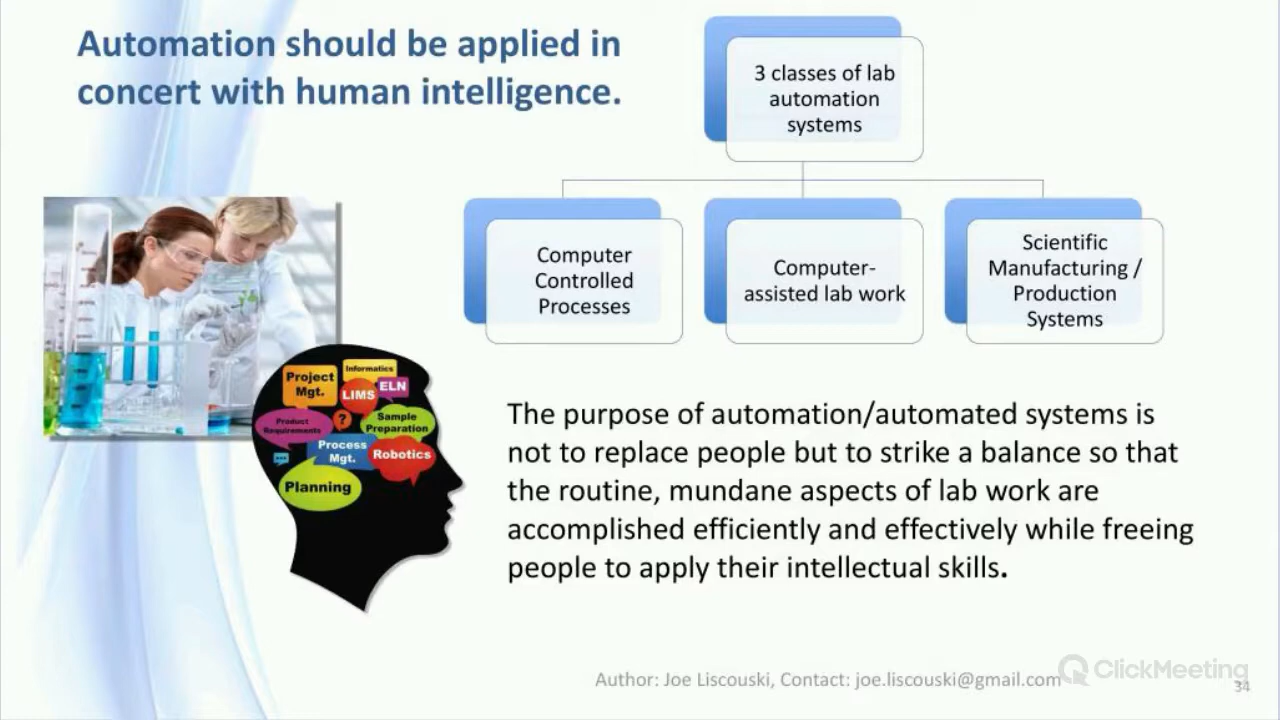 Automation should be applied in
concert with human intelligence.
3 classes of lab
automation
systems
Computer
Controlled
Processes
Computer-
assisted lab work
Scientific
Manufacturing /
Production
Systems
Project
Mgt.
Informatics
LIMS
ELN
Product
Requirements
?
Sample
Preparation
Process
Mgt.
Robotics
Planning
The purpose of automation/automated systems is
not to replace people but to strike a balance so that
the routine, mundane aspects of lab work are
accomplished efficiently and effectively while freeing
people to apply their intellectual skills.
Author: Joe Liscouski, Contact: joe.liscouski@gmail.com
ClickMeeting
34